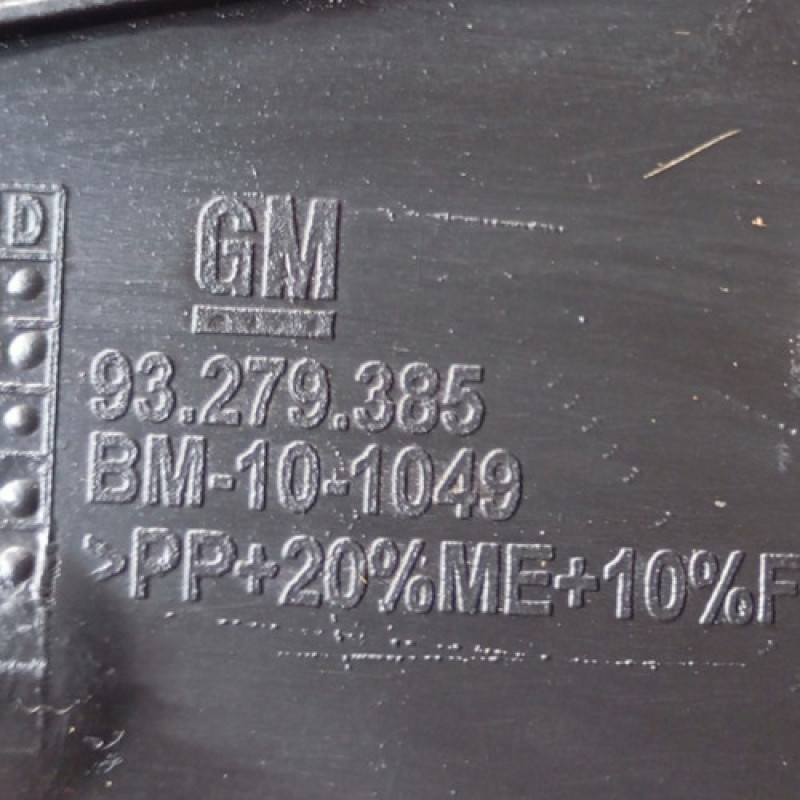 D
GM
93.279.385
BM-10-1049
>PP+20%ME+10%F